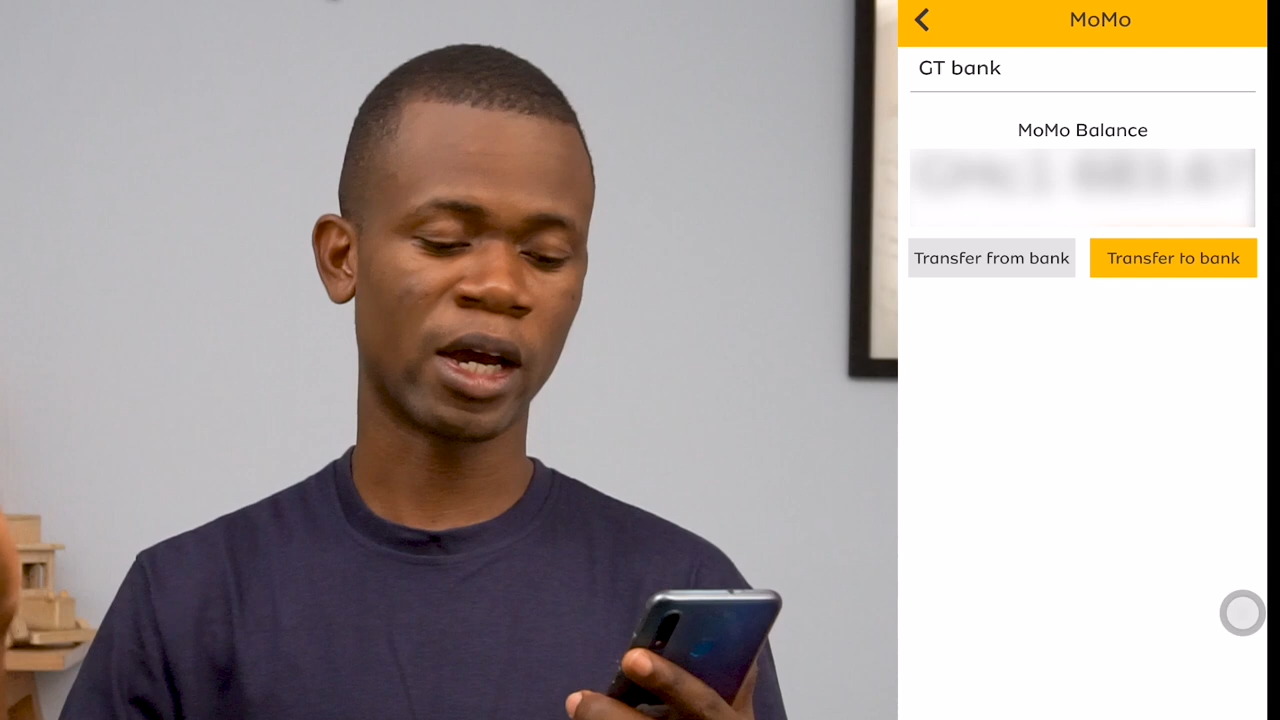 MoMo
GT bank
MoMo Balance
Transfer from bank
Transfer to bank